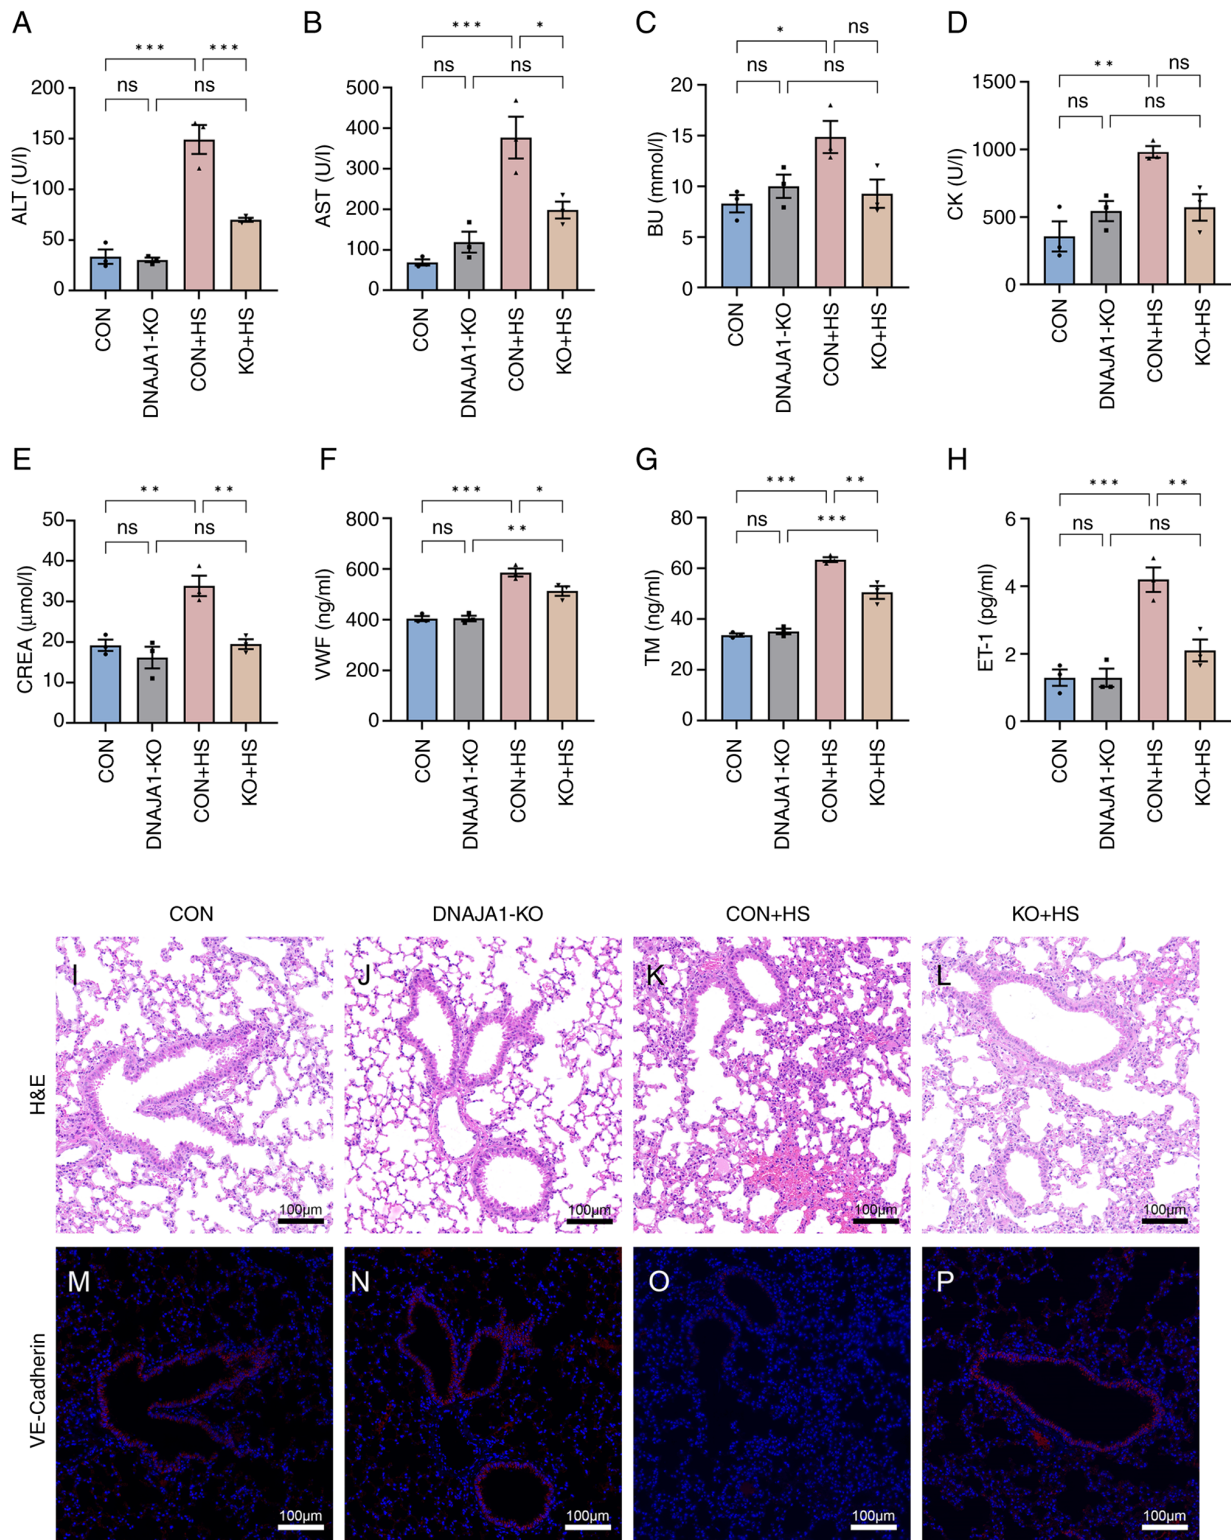 A
B
C
D
*** ***
ns ns
ALT (U/l)
200
150
100
50
0
CON
DNAJA1-KO
CON+HS
KO+HS
*** *
ns ns
AST (U/l)
500
400
300
200
100
0
CON
DNAJA1-KO
CON+HS
KO+HS
* ns
ns ns
BU (mmol/l)
20
15
10
5
0
CON
DNAJA1-KO
CON+HS
KO+HS
** ns
ns ns
CK (U/l)
1500
1000
500
0
CON
DNAJA1-KO
CON+HS
KO+HS
E
F
G
H
** **
ns ns
CREA (μmol/l)
50
40
30
20
10
0
CON
DNAJA1-KO
CON+HS
KO+HS
*** *
ns **
VWF (ng/ml)
800
600
400
200
0
CON
DNAJA1-KO
CON+HS
KO+HS
*** **
ns ***
TM (ng/ml)
80
60
40
20
0
CON
DNAJA1-KO
CON+HS
KO+HS
*** **
ns ns
ET-1 (pg/ml)
6
4
2
0
CON
DNAJA1-KO
CON+HS
KO+HS
CON DNAJA1-KO CON+HS KO+HS
H&E
I
J
K
L
100μm
100μm
100μm
100μm
VE-Cadherin
M
N
O
P
100μm
100μm
100μm
100μm